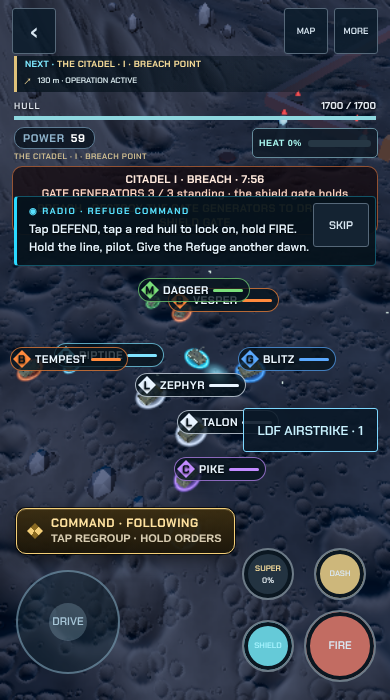 ‹
MAP
MORE
NEXT · THE CITADEL · I · BREACH POINT
130 m · OPERATION ACTIVE
HULL
1700 / 1700
POWER 59
HEAT 0%
THE CITADEL · I · BREACH POINT
CITADEL I · BREACH · 7:56
GATE GENERATORS 3 / 3 standing · the shield gate holds
RADIO · REFUGE COMMAND
Tap DEFEND, tap a red hull to lock on, hold FIRE.
Hold the line, pilot. Give the Refuge another dawn.
SKIP
M DAGGER
VESPER
B TEMPEST
RIPTIDE
G BLITZ
L ZEPHYR
L TALON
LDF AIRSTRIKE · 1
C PIKE
COMMAND · FOLLOWING
TAP REGROUP · HOLD ORDERS
SUPER
0%
DASH
DRIVE
SHIELD
FIRE